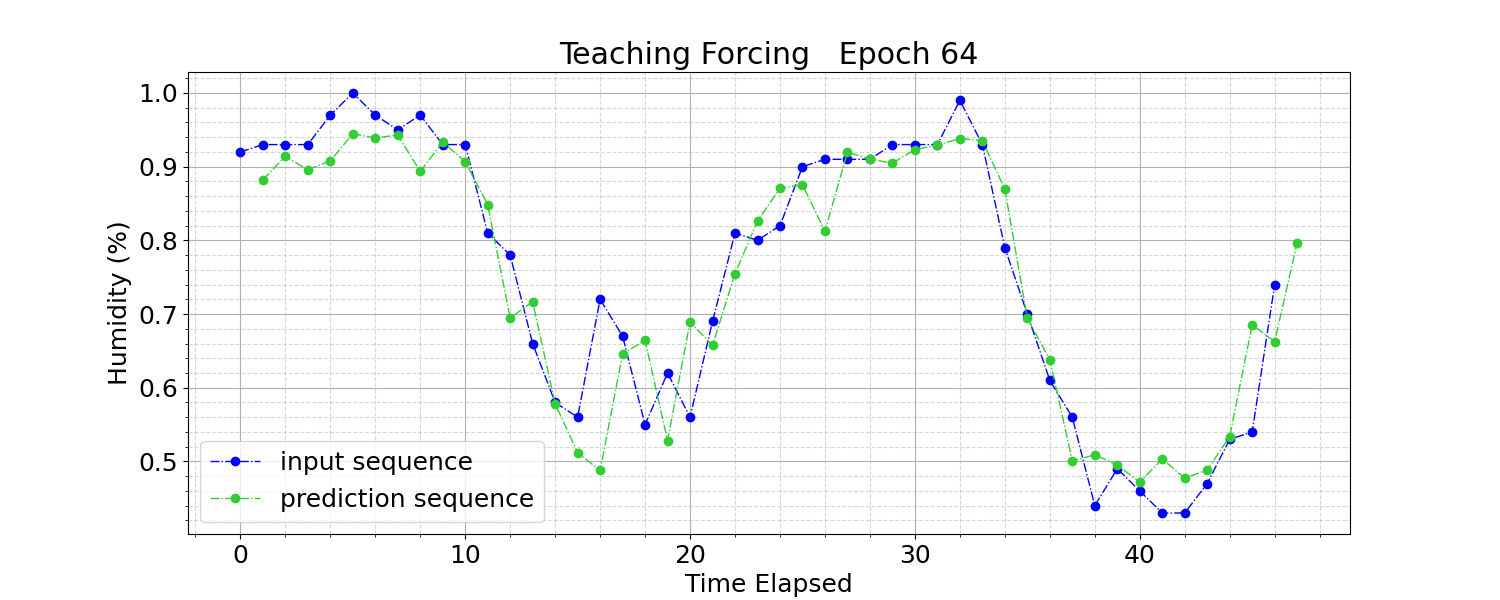 Teaching Forcing   Epoch 64
1.0
0.9
0.8
0.7
0.6
0.5
Humidity (%)
input sequence
prediction sequence
0 10 20 30 40
Time Elapsed